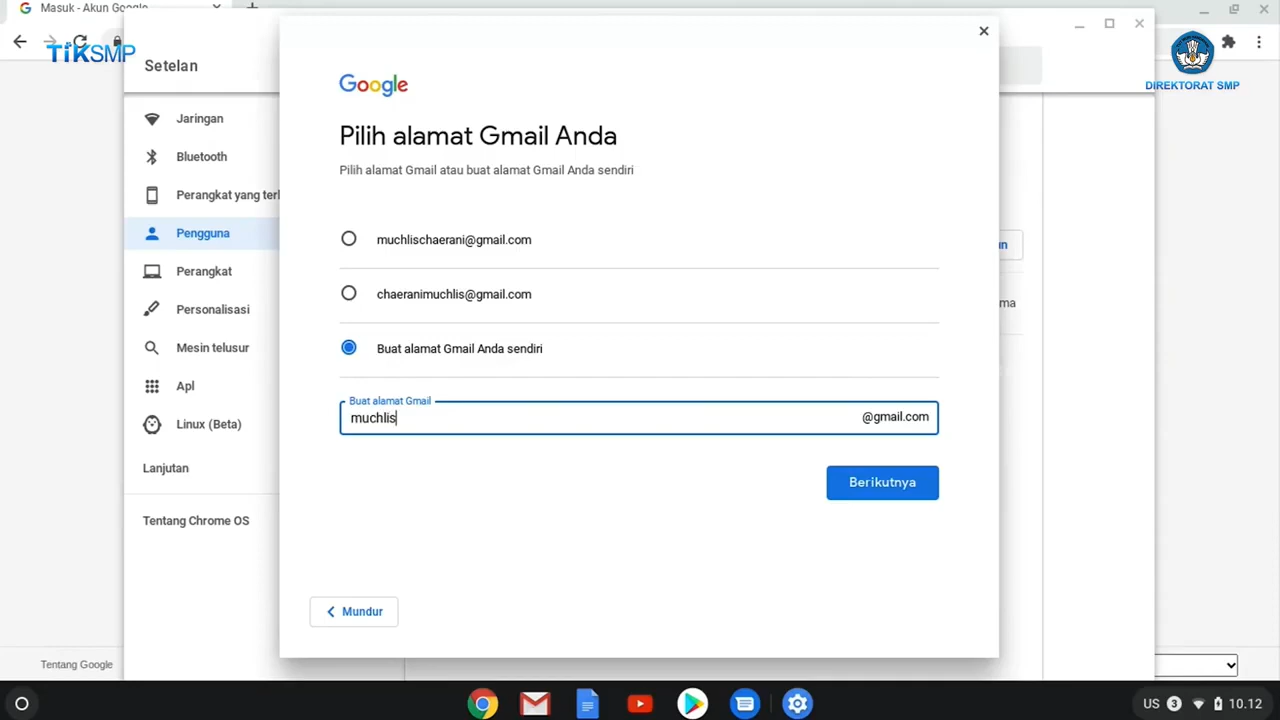 Masuk - Akun Google
TiKSMP
Setelan
DIREKTORAT SMP
Jaringan
Bluetooth
Perangkat yang terl
Pengguna
Perangkat
Personalisasi
Mesin telusur
Apl
Linux (Beta)
Lanjutan
Tentang Chrome OS
Google
Pilih alamat Gmail Anda
Pilih alamat Gmail atau buat alamat Gmail Anda sendiri
muchlischaerani@gmail.com
chaeranimuchlis@gmail.com
Buat alamat Gmail Anda sendiri
Buat alamat Gmail
muchlis @gmail.com
Berikutnya
Mundur
un
ma
Tentang Google
US 3 10.12